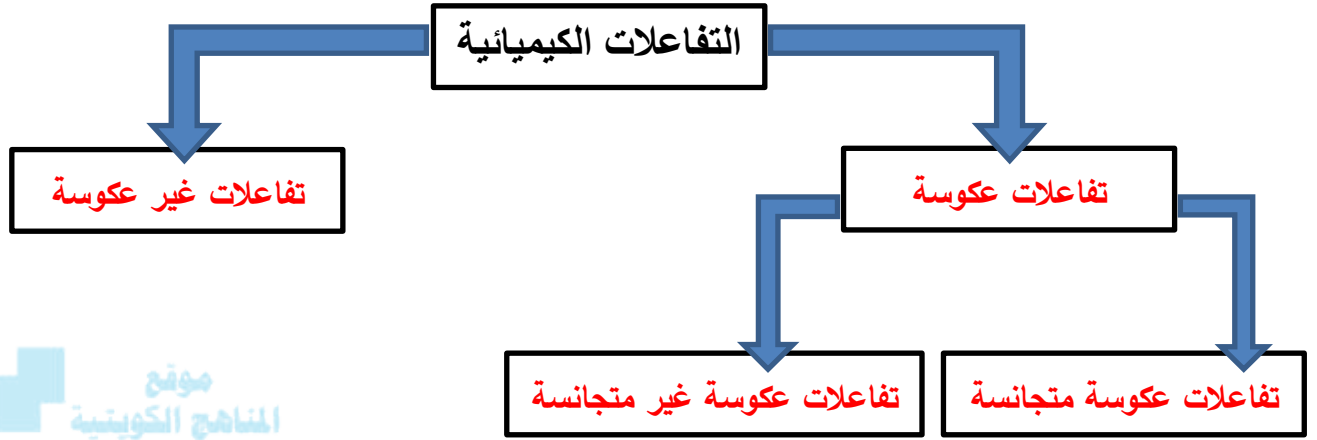 التفاعلات الكيميائية
تفاعلات عكوسة
تفاعلات غير عكوسة
تفاعلات عكوسة متجانسة
تفاعلات عكوسة غير متجانسة
موقع
المناهج الكويتية